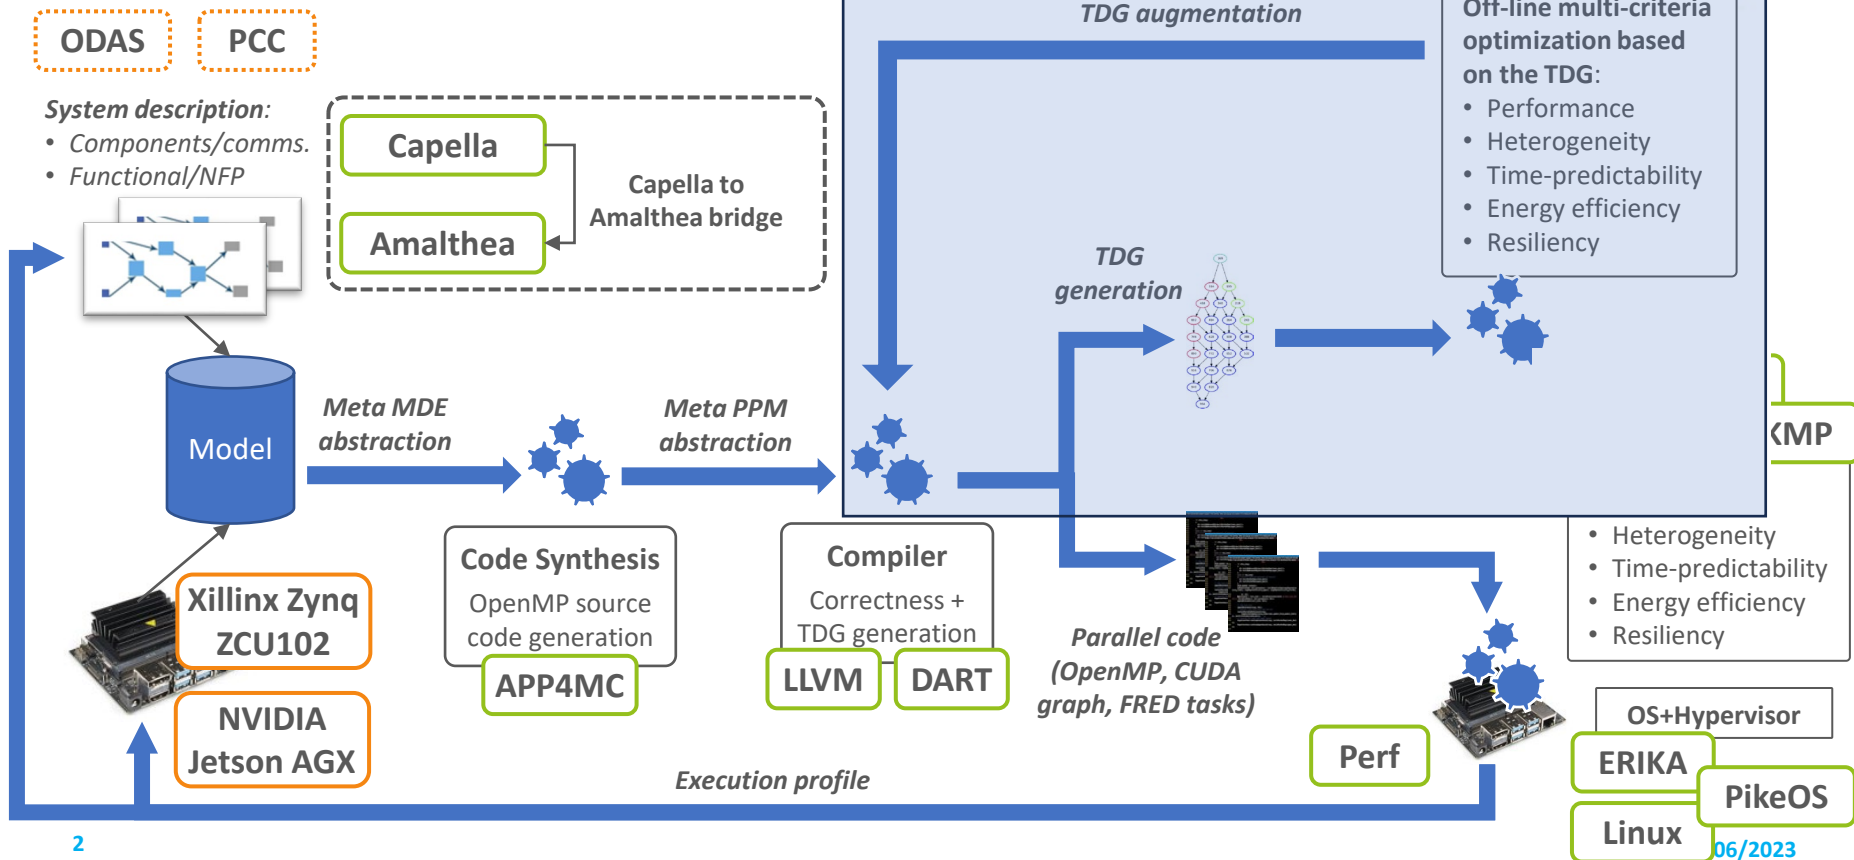 ODAS
PCC
System description:
• Components/comms.
• Functional/NFP
Capella
Amalthea
Capella to
Amalthea bridge
TDG augmentation
Off-line multi-criteria
optimization based
on the TDG:
• Performance
• Heterogeneity
• Time-predictability
• Energy efficiency
• Resiliency
TDG
generation
Model
Meta MDE
abstraction
Meta PPM
abstraction
Code Synthesis
OpenMP source
code generation
APP4MC
Compiler
Correctness +
TDG generation
LLVM
DART
Parallel code
(OpenMP, CUDA
graph, FRED tasks)
• Heterogeneity
• Time-predictability
• Energy efficiency
• Resiliency
Xillinx Zynq
ZCU102
NVIDIA
Jetson AGX
Execution profile
Perf
OS+Hypervisor
ERIKA
PikeOS
Linux
2
06/2023